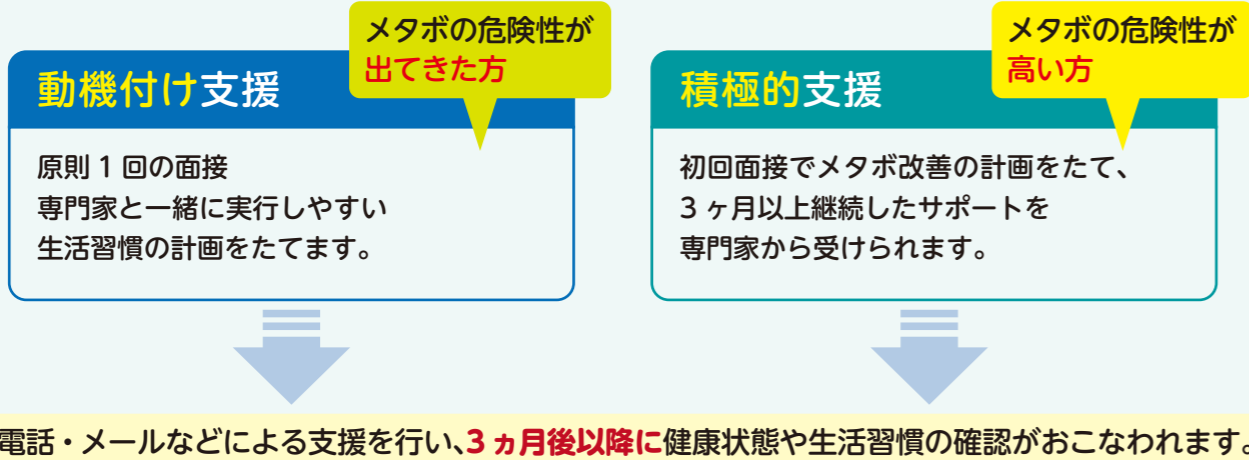 メタボの危険性が
出てきた方
動機付け支援
原則 1 回の面接
専門家と一緒に実行しやすい
生活習慣の計画をたてます。
メタボの危険性が
高い方
積極的支援
初回面接でメタボ改善の計画をたて、
3 ヶ月以上継続したサポートを
専門家から受けられます。
電話・メールなどによる支援を行い、3 ヵ月後以降に健康状態や生活習慣の確認がおこなわれます。